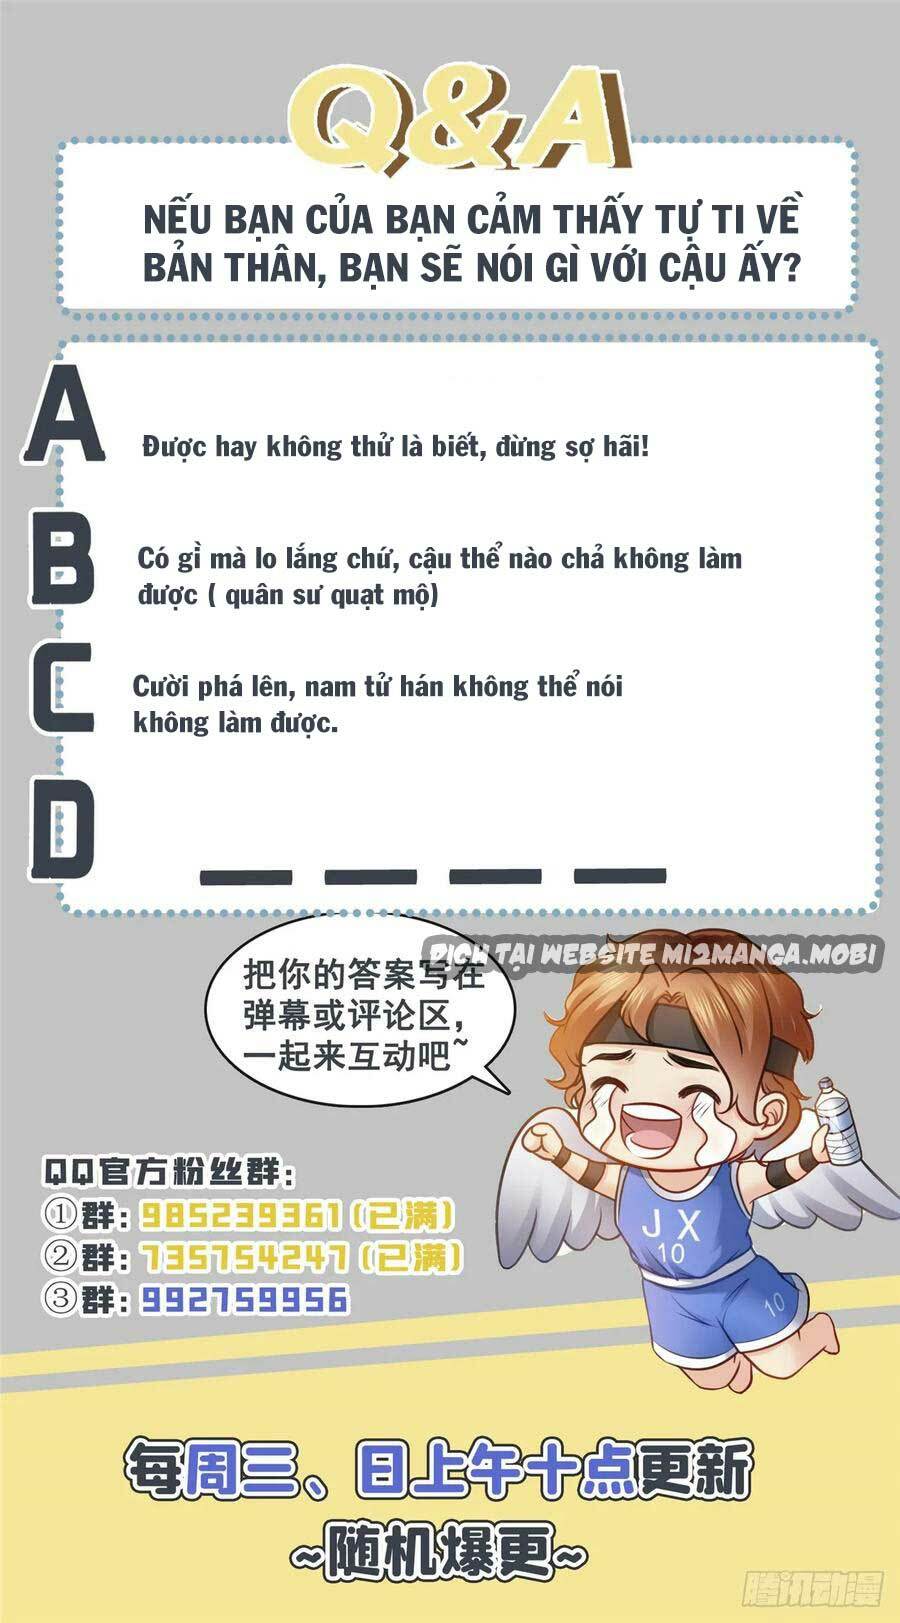 Q&A
NẾU BẠN CỦA BẠN CẢM THẤY TỰ TI VỀ
BẢN THÂN, BẠN SẼ NÓI GÌ VỚI CẬU ẤY?
A
Được hay không thử là biết, đừng sợ hãi!
B
Có gì mà lo lắng chứ, cậu thể nào chả không làm
được ( quân sư quạt mộ)
C
Cười phá lên, nam tử hán không thể nói
không làm được.
D
DỊCH TẠI WEBSITE MI2MANGA.MOBI
把你的答案写在
弹幕或评论区，
一起来互动吧~
JX
10
10
QQ官方粉丝群：
①群：985239361(已满)
②群：735754247(已满)
③群：992759956
每周三、日上午十点更新
~随机爆更~
腾讯动漫